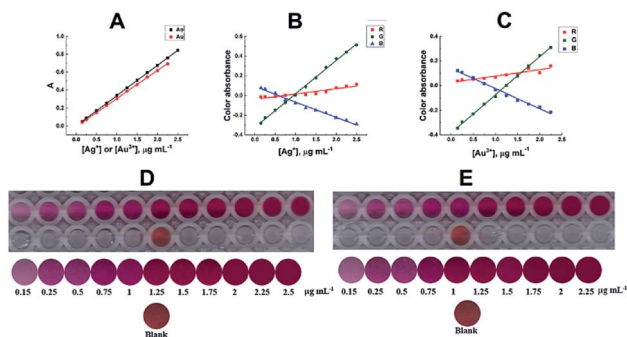 A
B
C
Ag
Au
R
G
B
R
G
B
A
1.0
0.8
0.6
0.4
0.2
0.0
0.0 0.5 1.0 1.5 2.0 2.5 3.0
[Ag⁺] or [Au³⁺], μg mL⁻¹
Color absorbance
0.6
0.4
0.2
0.0
-0.2
-0.4
0.0 0.5 1.0 1.5 2.0 2.5
[Ag⁺], μg mL⁻¹
Color absorbance
0.4
0.2
0.0
-0.2
-0.4
0.0 0.5 1.0 1.5 2.0 2.5
[Au³⁺], μg mL⁻¹
D
E
0.15 0.25 0.5 0.75 1 1.25 1.5 1.75 2 2.25 2.5 μg mL⁻¹
Blank
0.15 0.25 0.5 0.75 1 1.25 1.5 1.75 2 2.25 μg mL⁻¹
Blank